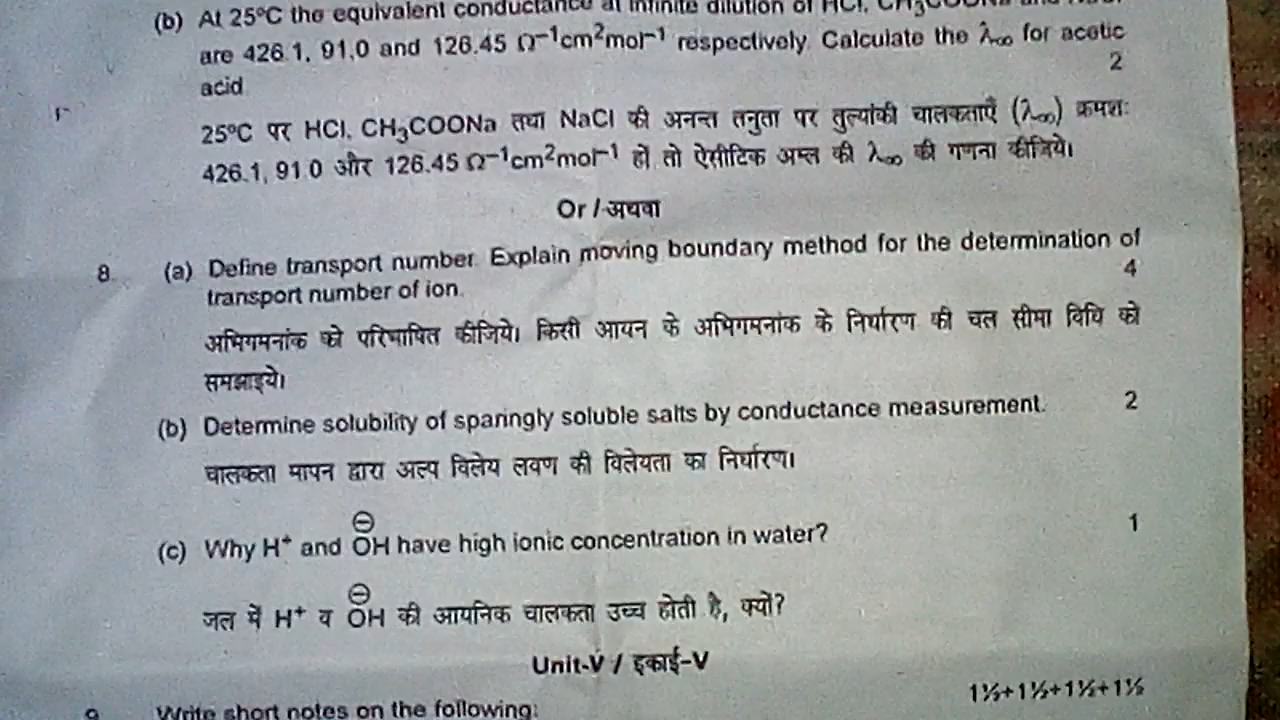 (b) At 25°C the equivalent conductance at infinite dilution of HCl, CH₃COONa and
are 426.1, 91,0 and 126.45 Ω⁻¹cm²mol⁻¹ respectively. Calculate the λ∞ for acetic
acid 2
25°C पर HCl, CH₃COONa तथा NaCl की अनन्त तनुता पर तुल्यांकी चालकताएँ (λ∞) क्रमशः
426.1, 91.0 और 126.45 Ω⁻¹cm²mol⁻¹ हों तो ऐसीटिक अम्ल की λ∞ की गणना कीजिये।
Or / अथवा
8. (a) Define transport number. Explain moving boundary method for the determination of
transport number of ion. 4
अभिगमनांक को परिभाषित कीजिये। किसी आयन के अभिगमनांक के निर्धारण की चल सीमा विधि को
समझाइये।
(b) Determine solubility of sparingly soluble salts by conductance measurement. 2
चालकता मापन द्वारा अल्प विलेय लवण की विलेयता का निर्धारण।
(c) Why H⁺ and ⊖OH have high ionic concentration in water? 1
जल में H⁺ व ⊖OH की आयनिक चालकता उच्च होती है, क्यों?
Unit-V / इकाई-V
1½+1½+1½+1½
9 Write short notes on the following: